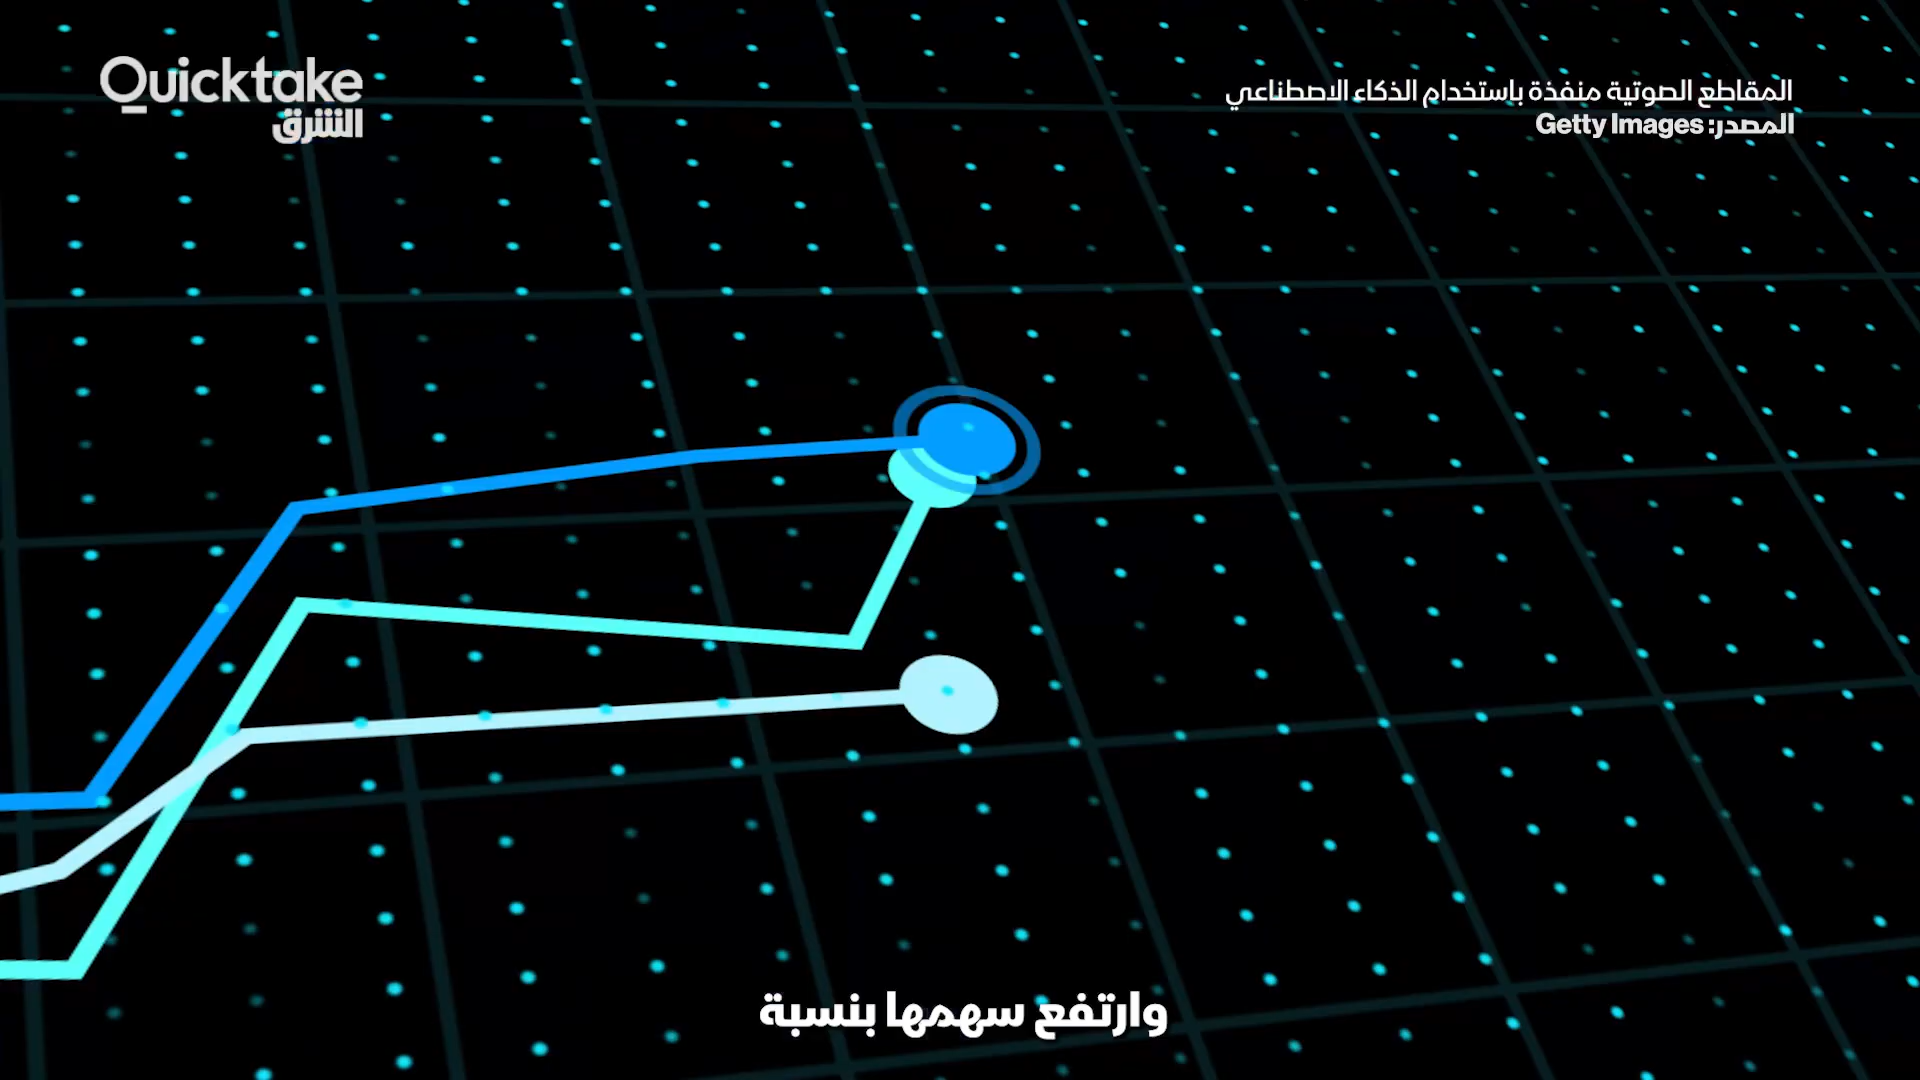 Quicktake
الشرق
المقاطع الصوتية منفذة باستخدام الذكاء الاصطناعي
المصدر: Getty Images
وارتفع سهمها بنسبة